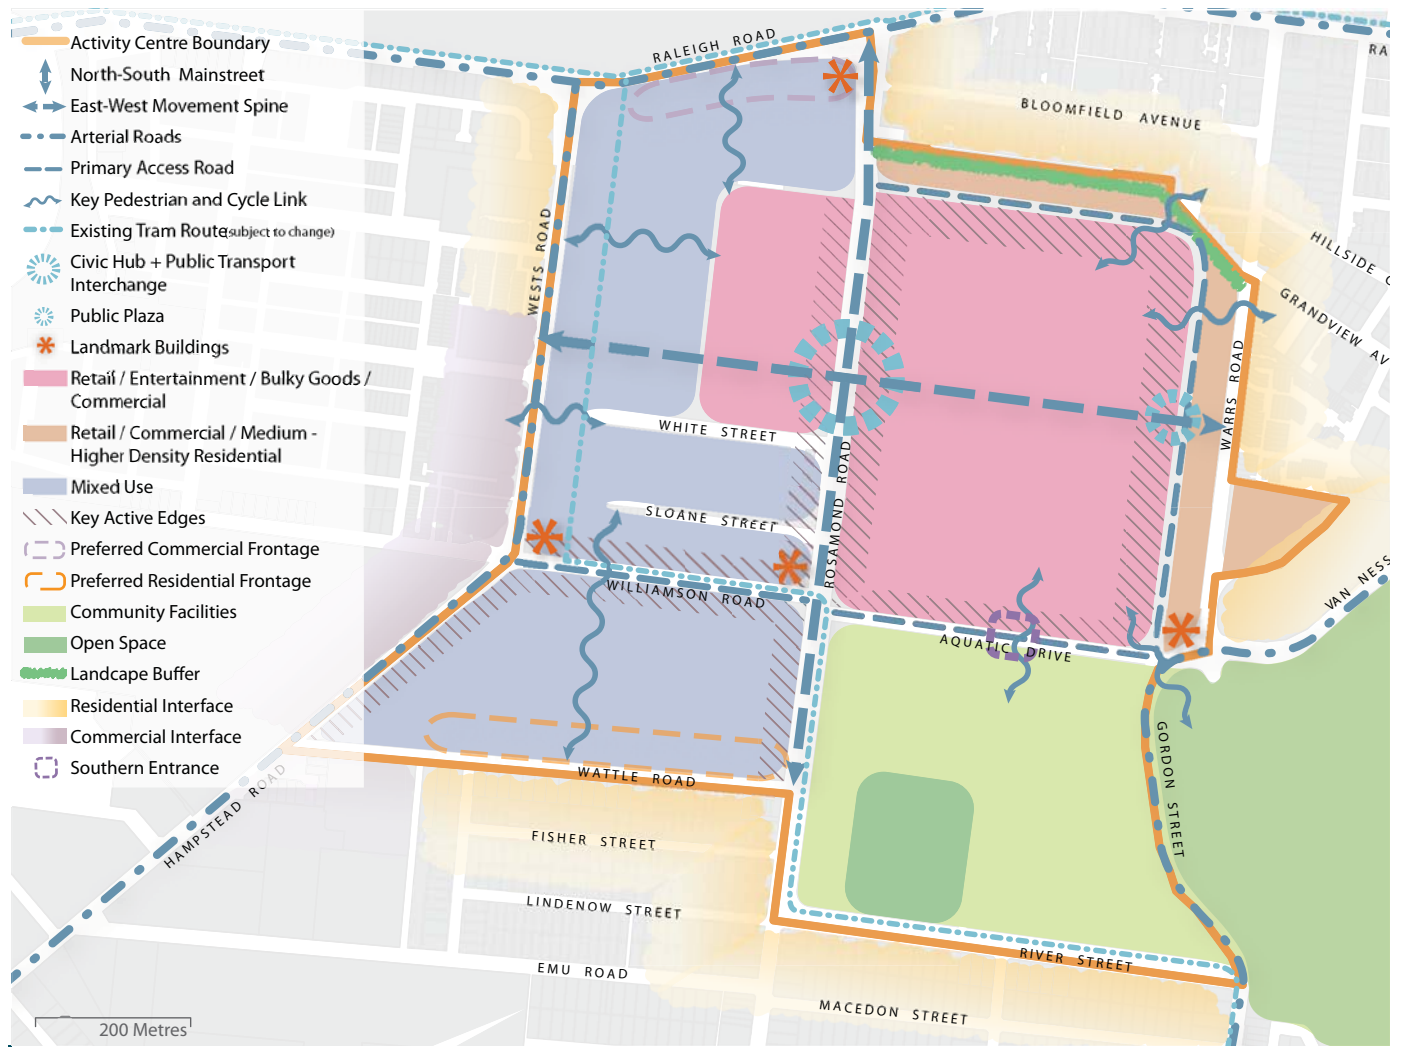 Activity Centre Boundary
North-South Mainstreet
East-West Movement Spine
Arterial Roads
Primary Access Road
Key Pedestrian and Cycle Link
Existing Tram Route(subject to change)
Civic Hub + Public Transport
Interchange
Public Plaza
Landmark Buildings
Retail / Entertainment / Bulky Goods /
Commercial
Retail / Commercial / Medium -
Higher Density Residential
Mixed Use
Key Active Edges
Preferred Commercial Frontage
Preferred Residential Frontage
Community Facilities
Open Space
Landcape Buffer
Residential Interface
Commercial Interface
Southern Entrance
200 Metres
RALEIGH ROAD
RA
BLOOMFIELD AVENUE
HILLSIDE C
GRANDVIEW AV
WESTS ROAD
WARRS ROAD
WHITE STREET
ROSAMOND ROAD
SLOANE STREET
WILLIAMSON ROAD
VAN NESS
AQUATIC DRIVE
GORDON STREET
WATTLE ROAD
HAMPSTEAD ROAD
FISHER STREET
LINDENOW STREET
EMU ROAD
RIVER STREET
MACEDON STREET